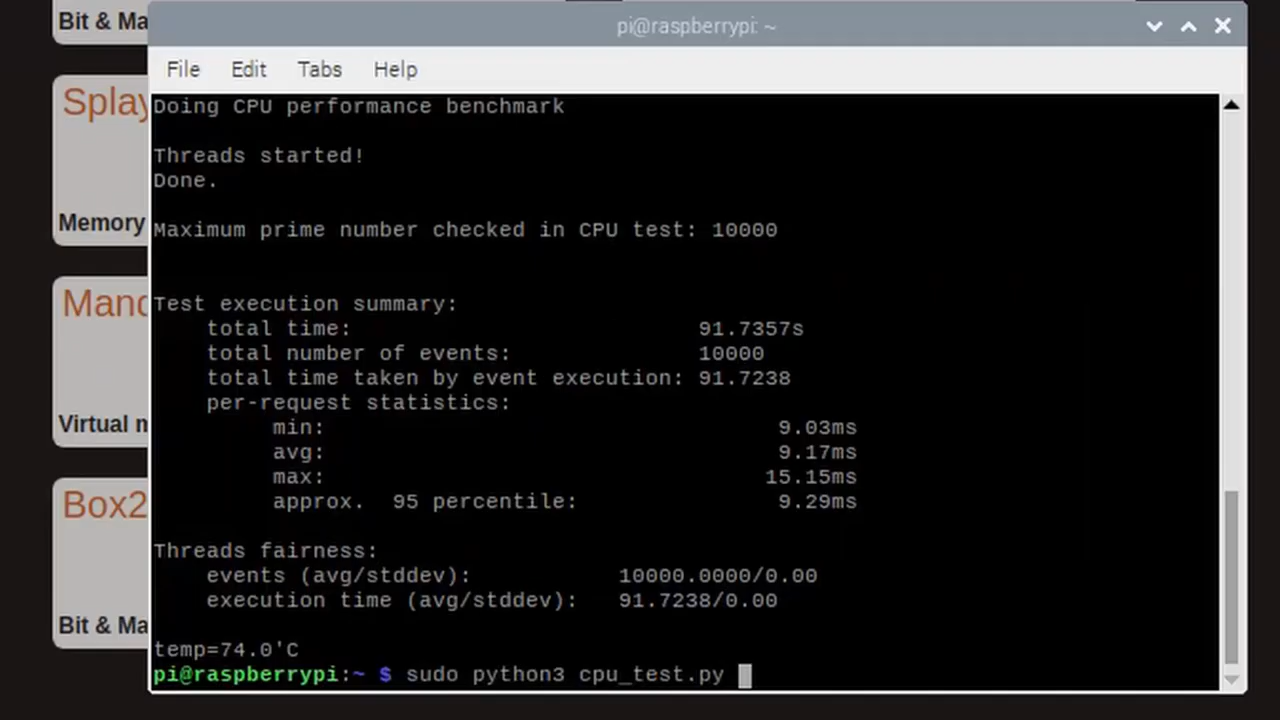 Bit & Ma
Splay
Memory
Mand
Virtual m
Box2
Bit & Ma
pi@raspberrypi: ~
File Edit Tabs Help
Doing CPU performance benchmark
Threads started!
Done.
Maximum prime number checked in CPU test: 10000
Test execution summary:
total time: 91.7357s
total number of events: 10000
total time taken by event execution: 91.7238
per-request statistics:
min: 9.03ms
avg: 9.17ms
max: 15.15ms
approx. 95 percentile: 9.29ms
Threads fairness:
events (avg/stddev): 10000.0000/0.00
execution time (avg/stddev): 91.7238/0.00
temp=74.0'C
pi@raspberrypi:~ $ sudo python3 cpu_test.py